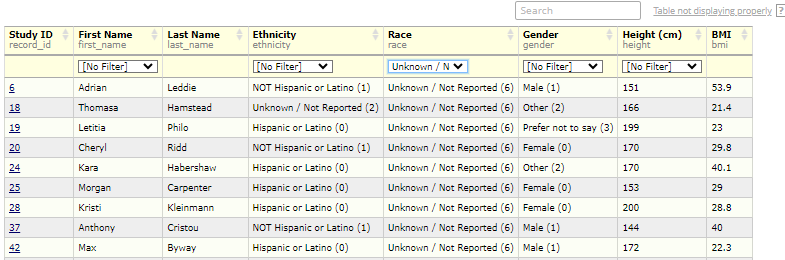 Search Table not displaying properly ?
Study ID First Name Last Name Ethnicity Race Gender Height (cm) BMI
record_id first_name last_name ethnicity race gender height bmi
[No Filter] [No Filter] Unknown / N [No Filter] [No Filter]
6 Adrian Leddie NOT Hispanic or Latino (1) Unknown / Not Reported (6) Male (1) 151 53.9
18 Thomasa Hamstead Unknown / Not Reported (2) Unknown / Not Reported (6) Other (2) 166 21.4
19 Letitia Philo Hispanic or Latino (0) Unknown / Not Reported (6) Prefer not to say (3) 199 23
20 Cheryl Ridd NOT Hispanic or Latino (1) Unknown / Not Reported (6) Female (0) 170 29.8
24 Kara Habershaw Hispanic or Latino (0) Unknown / Not Reported (6) Other (2) 170 40.1
25 Morgan Carpenter Hispanic or Latino (0) Unknown / Not Reported (6) Female (0) 153 29
28 Kristi Kleinmann Hispanic or Latino (0) Unknown / Not Reported (6) Female (0) 200 28.8
37 Anthony Cristou NOT Hispanic or Latino (1) Unknown / Not Reported (6) Male (1) 144 40
42 Max Byway Hispanic or Latino (0) Unknown / Not Reported (6) Male (1) 172 22.3